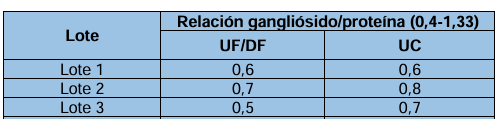 Lote Relación gangliósido/proteína (0,4-1,33)
UF/DF UC
Lote 1 0,6 0,6
Lote 2 0,7 0,8
Lote 3 0,5 0,7